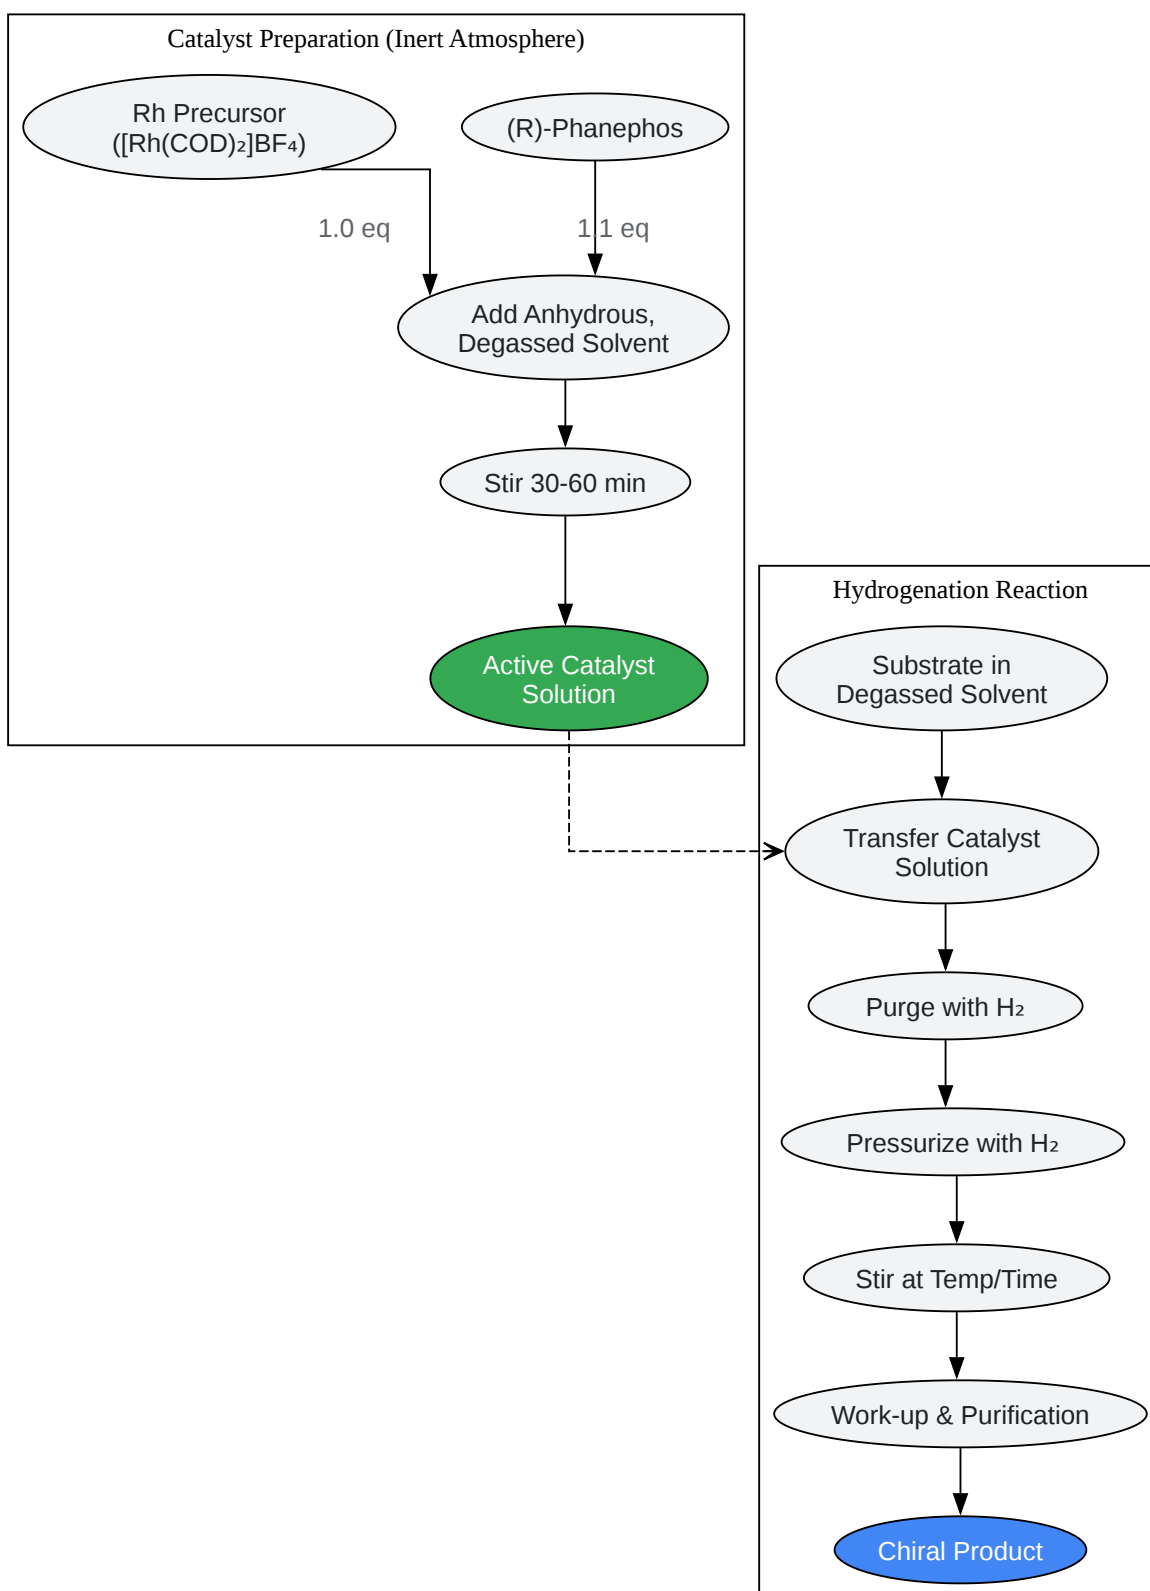 Catalyst Preparation (Inert Atmosphere)
Rh Precursor
([Rh(COD)₂]BF₄)
(R)-Phanephos
1.0 eq
1.1 eq
Add Anhydrous,
Degassed Solvent
Stir 30-60 min
Active Catalyst
Solution
Hydrogenation Reaction
Substrate in
Degassed Solvent
Transfer Catalyst
Solution
Purge with H₂
Pressurize with H₂
Stir at Temp/Time
Work-up & Purification
Chiral Product